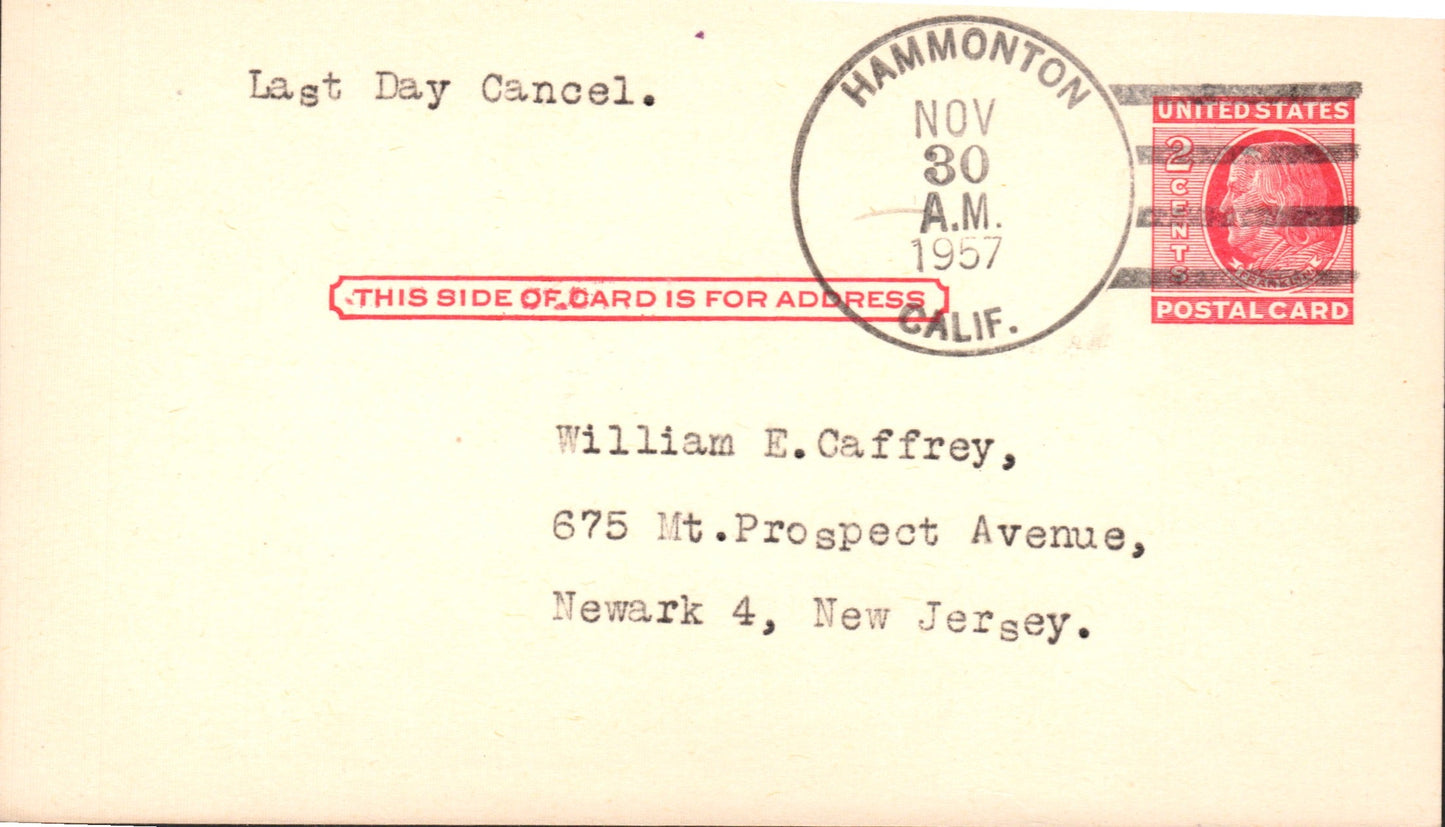 Last Day Cancel.
HAMMONTON
NOV
30
A.M.
1957
CALIF.
UNITED STATES
2
CENTS
FRANKLIN
POSTAL CARD
THIS SIDE OF CARD IS FOR ADDRESS
William E.Caffrey,
675 Mt.Prospect Avenue,
Newark 4, New Jersey.